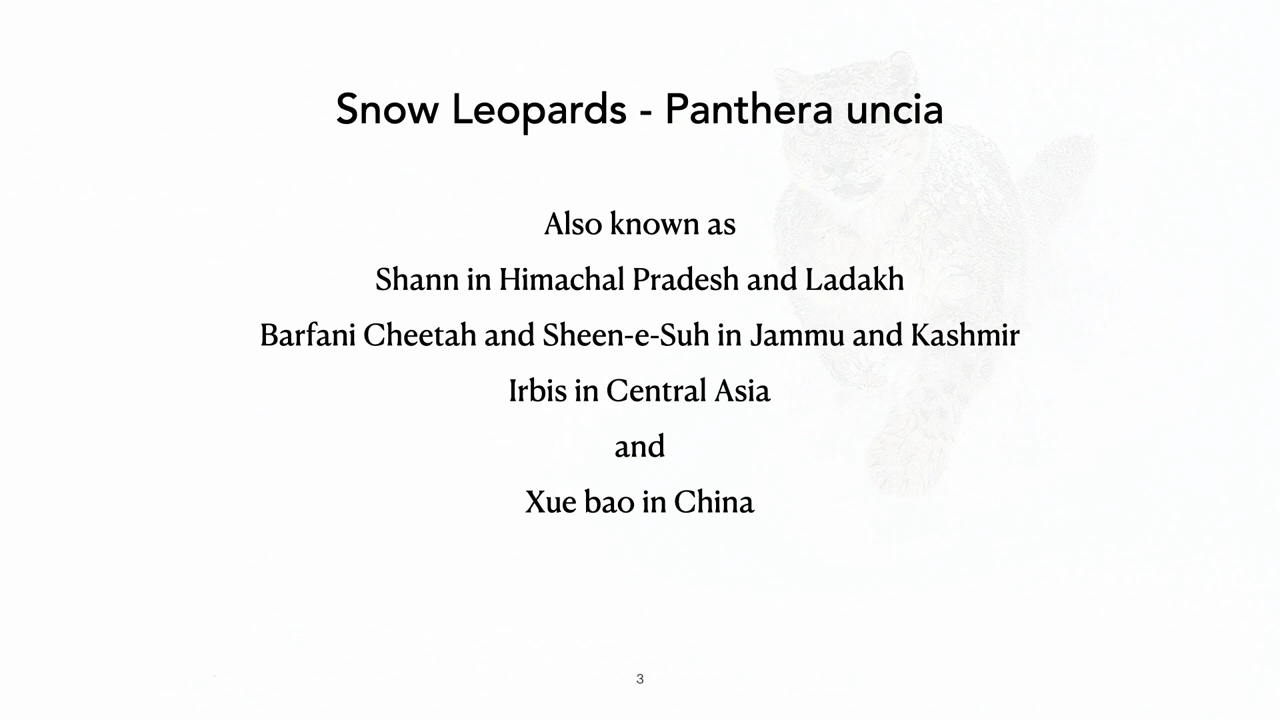 Snow Leopards - Panthera uncia
Also known as
Shann in Himachal Pradesh and Ladakh
Barfani Cheetah and Sheen-e-Suh in Jammu and Kashmir
Irbis in Central Asia
and
Xue bao in China
3